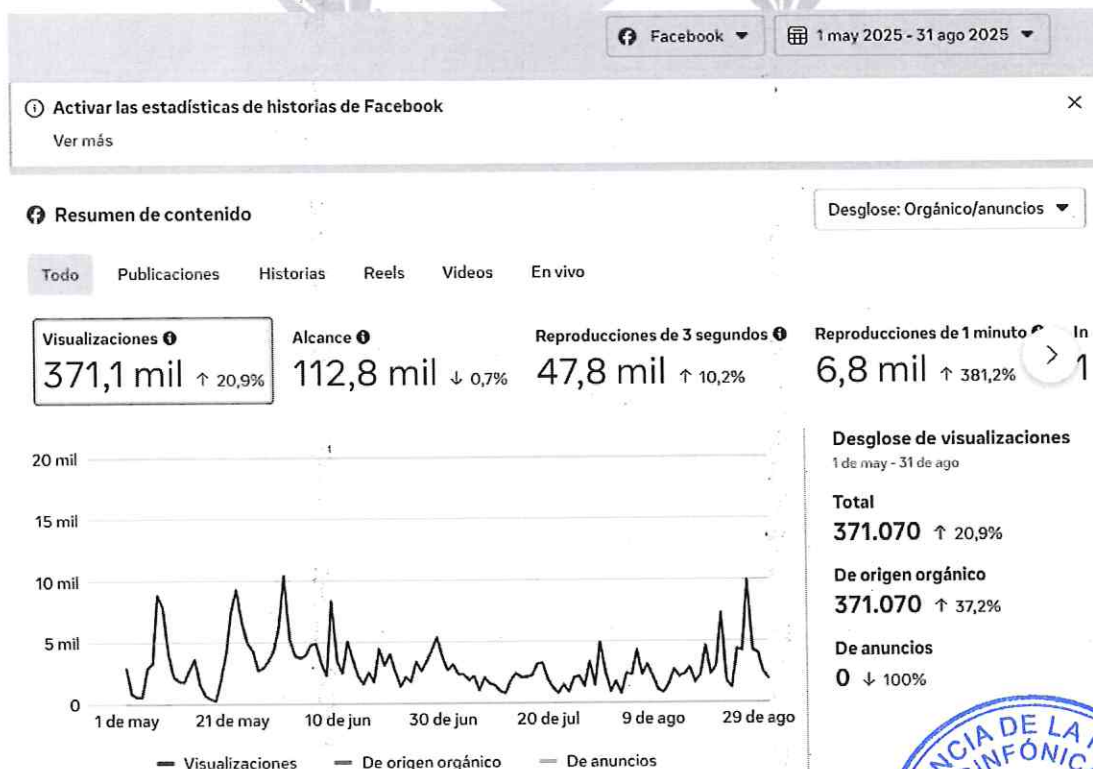 Facebook
1 may 2025 - 31 ago 2025
Activar las estadísticas de historias de Facebook
Ver más
Resumen de contenido
Desglose: Orgánico/anuncios
Todo Publicaciones Historias Reels Videos En vivo
Visualizaciones Alcance Reproducciones de 3 segundos Reproducciones de 1 minuto In
371,1 mil ↑ 20,9% 112,8 mil ↓ 0,7% 47,8 mil ↑ 10,2% 6,8 mil ↑ 381,2% 1
20 mil
15 mil
10 mil
5 mil
0
1 de may 21 de may 10 de jun 30 de jun 20 de jul 9 de ago 29 de ago
Visualizaciones De origen orgánico De anuncios
Desglose de visualizaciones
1 de may - 31 de ago
Total
371.070 ↑ 20,9%
De origen orgánico
371.070 ↑ 37,2%
De anuncios
0 ↓ 100%
CIA DE LA
INFÓNIC